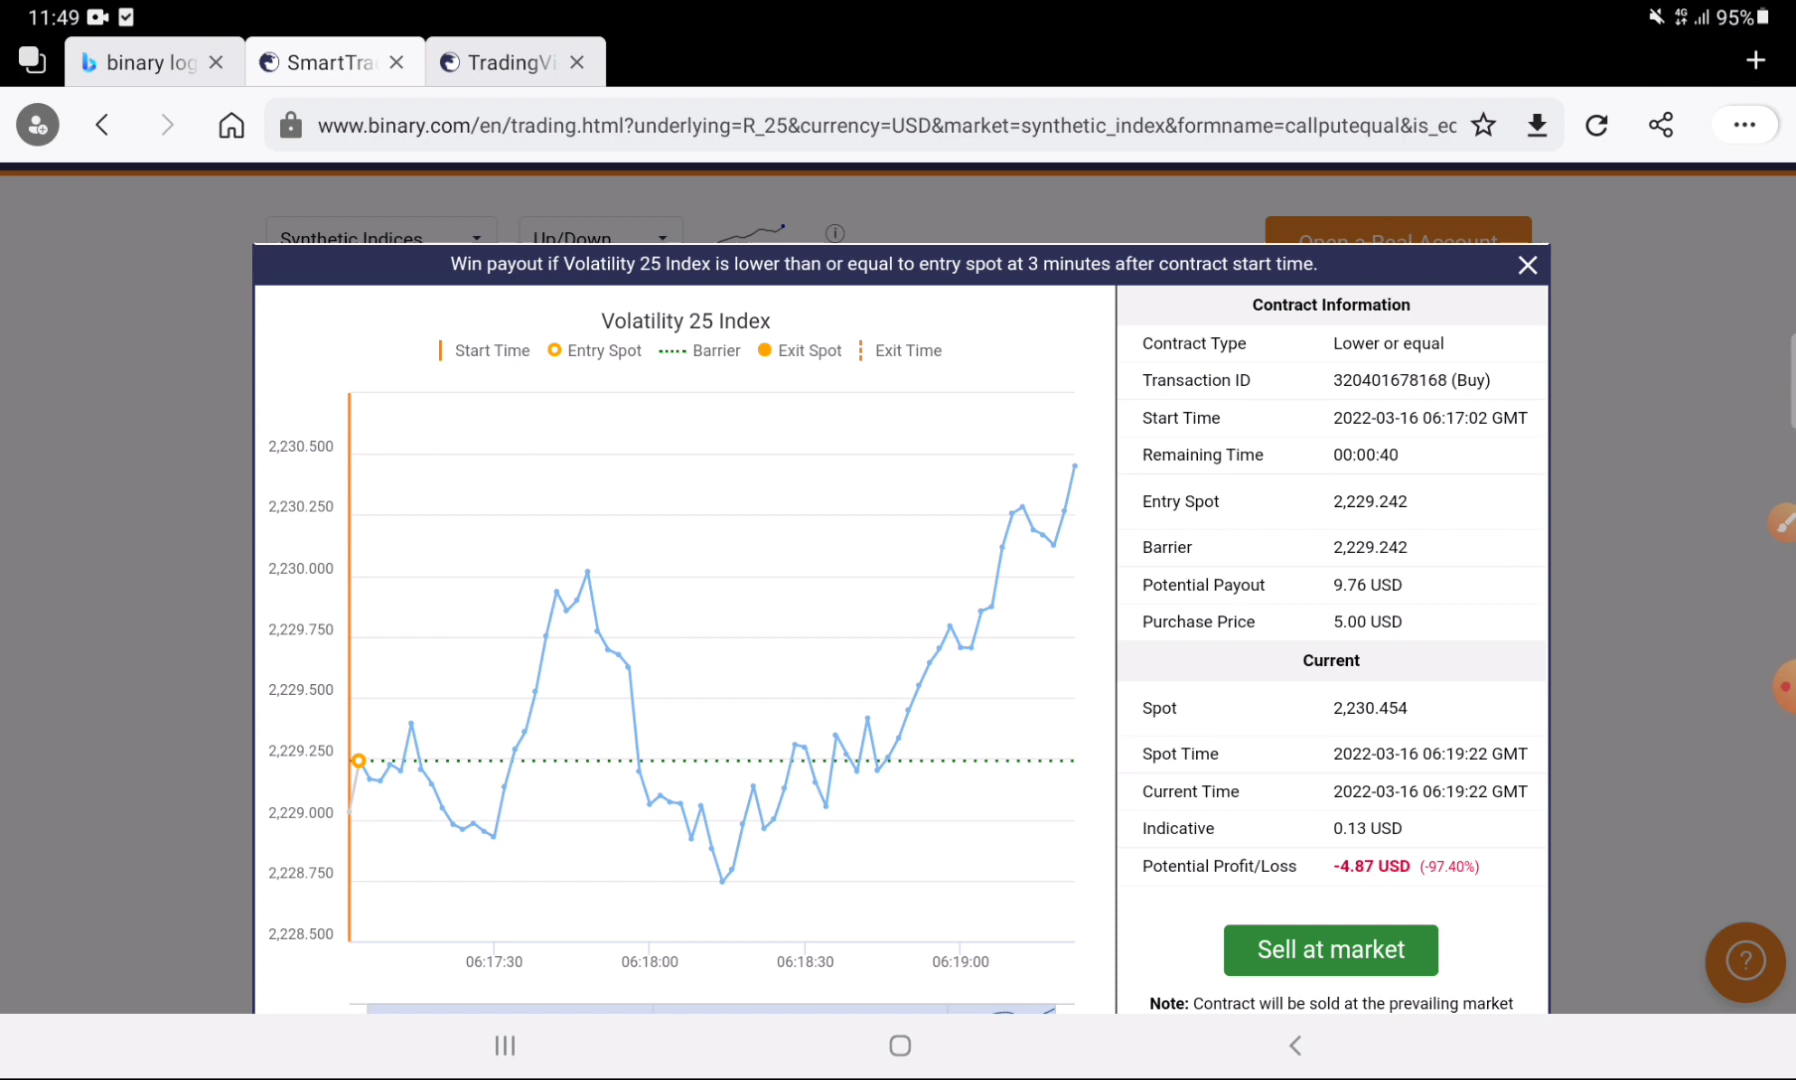 11:49
4G 95%
binary log
SmartTra
TradingVi
www.binary.com/en/trading.html?underlying=R_25&currency=USD&market=synthetic_index&formname=callputequal&is_ec
Synthetic Indices
Up/Down
Open a Real Account
Win payout if Volatility 25 Index is lower than or equal to entry spot at 3 minutes after contract start time.
Volatility 25 Index
Start Time Entry Spot Barrier Exit Spot Exit Time
2,230.500
2,230.250
2,230.000
2,229.750
2,229.500
2,229.250
2,229.000
2,228.750
2,228.500
06:17:30 06:18:00 06:18:30 06:19:00
Contract Information
Contract Type Lower or equal
Transaction ID 320401678168 (Buy)
Start Time 2022-03-16 06:17:02 GMT
Remaining Time 00:00:40
Entry Spot 2,229.242
Barrier 2,229.242
Potential Payout 9.76 USD
Purchase Price 5.00 USD
Current
Spot 2,230.454
Spot Time 2022-03-16 06:19:22 GMT
Current Time 2022-03-16 06:19:22 GMT
Indicative 0.13 USD
Potential Profit/Loss -4.87 USD (-97.40%)
Sell at market
Note: Contract will be sold at the prevailing market
?